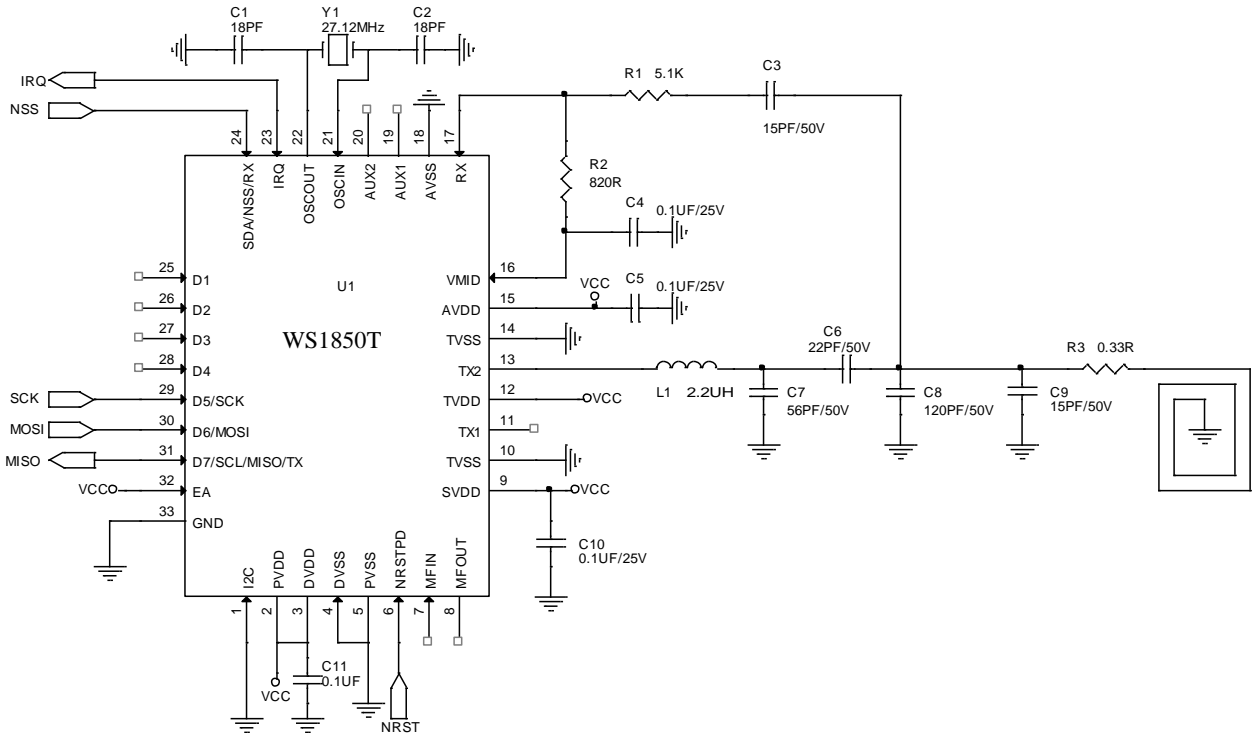 C1
18PF
Y1
27.12MHz
C2
18PF
IRQ
NSS
R1 5.1K
C3
15PF/50V
24
23
22
21
20
19
18
17
SDA/NSS/RX
IRQ
OSCOUT
OSCIN
AUX2
AUX1
AVSS
RX
R2
820R
C4
0.1UF/25V
25
D1
26
D2
27
D3
28
D4
SCK
29
D5/SCK
MOSI
30
D6/MOSI
MISO
31
D7/SCL/MISO/TX
VCC
32
EA
33
GND
U1
WS1850T
VMID
16
AVDD
15
VCC
C5
0.1UF/25V
TVSS
14
TX2
13
L1 2.2UH
TVDD
12
VCC
TX1
11
TVSS
10
SVDD
9
VCC
C6
22PF/50V
C7
56PF/50V
C8
120PF/50V
C9
15PF/50V
R3 0.33R
C10
0.1UF/25V
I2C
PVDD
DVDD
DVSS
PVSS
NRSTPD
MFIN
MFOUT
1
2
3
4
5
6
7
8
C11
0.1UF
VCC
NRST